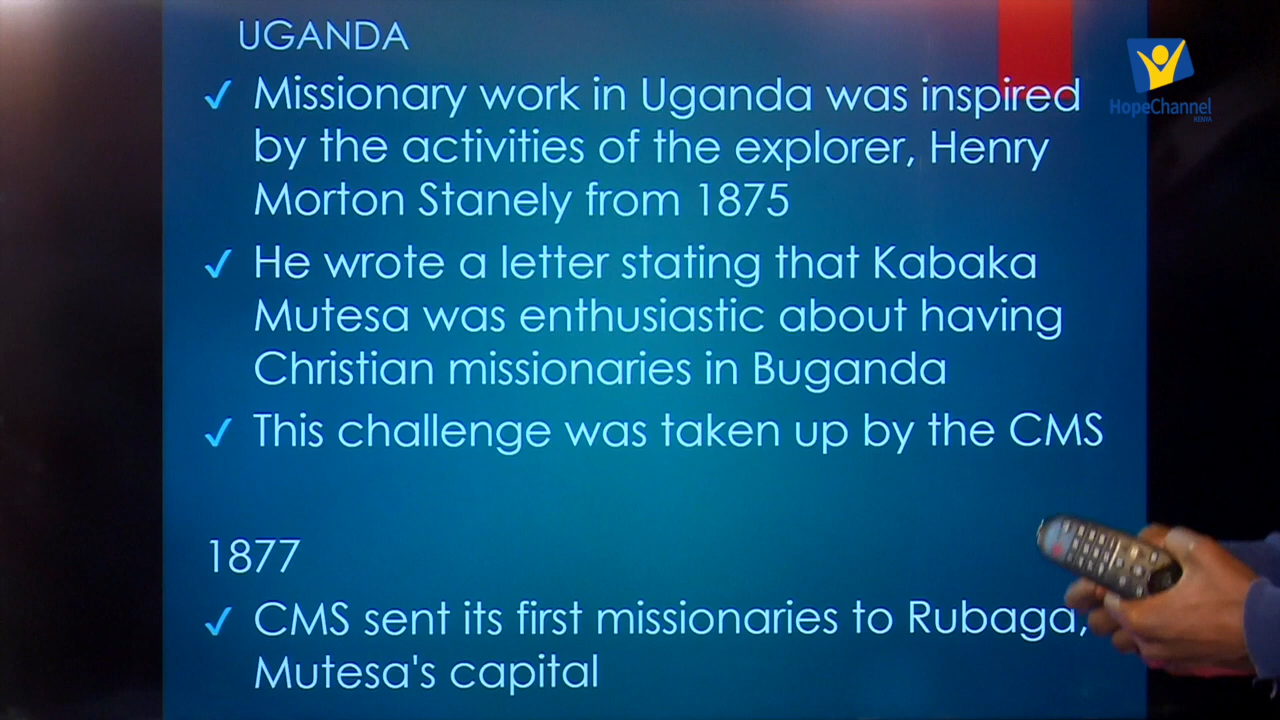 UGANDA
✓ Missionary work in Uganda was inspired
by the activities of the explorer, Henry
Morton Stanely from 1875
✓ He wrote a letter stating that Kabaka
Mutesa was enthusiastic about having
Christian missionaries in Buganda
✓ This challenge was taken up by the CMS
1877
✓ CMS sent its first missionaries to Rubaga,
Mutesa's capital
HopeChannel
KENYA